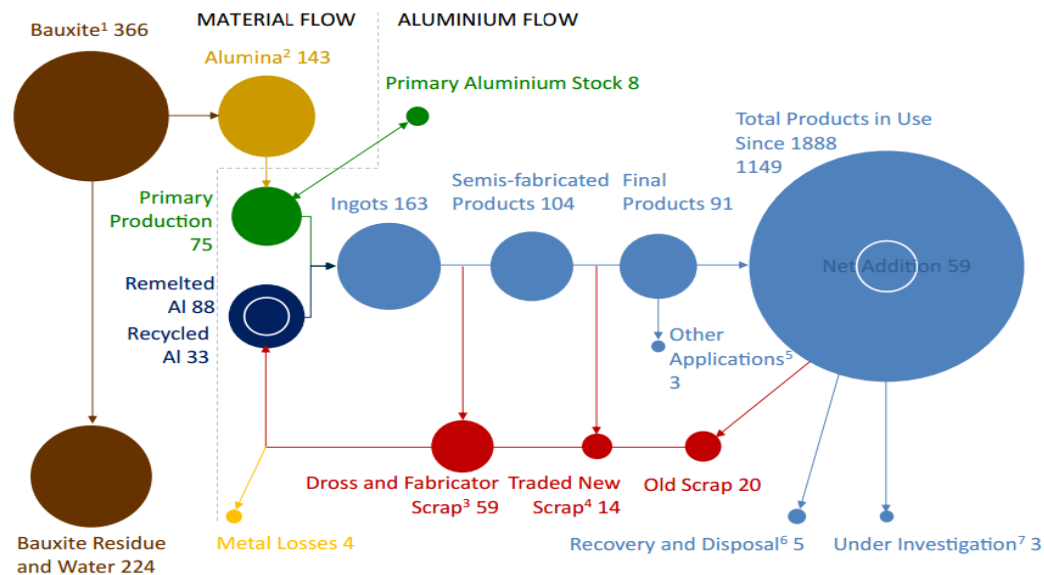 MATERIAL FLOW
ALUMINIUM FLOW
Bauxite¹ 366
Alumina² 143
Primary Aluminium Stock 8
Total Products in Use
Since 1888
1149
Primary
Production
75
Ingots 163
Semis-fabricated
Products 104
Final
Products 91
Net Addition 59
Remelted
Al 88
Recycled
Al 33
Other
Applications⁵
3
Dross and Fabricator
Scrap³ 59
Traded New
Scrap⁴ 14
Old Scrap 20
Bauxite Residue
and Water 224
Metal Losses 4
Recovery and Disposal⁶ 5
Under Investigation⁷ 3